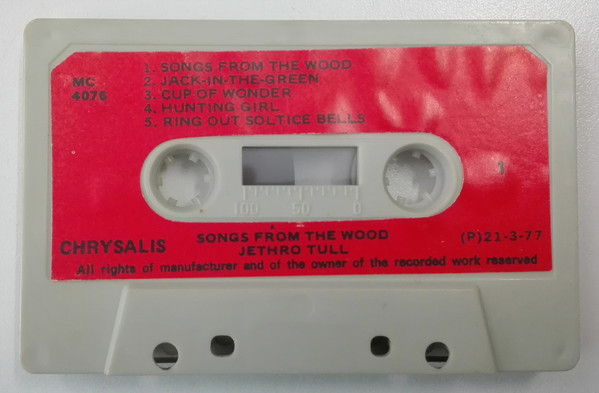 1. SONGS FROM THE WOOD
2. JACK-IN-THE-GREEN
3. CUP OF WONDER
4. HUNTING GIRL
5. RING OUT SOLTICE BELLS
MC
4076
1
100 50 0
SONGS FROM THE WOOD
JETHRO TULL
CHRYSALIS
(P)21-3-77
All rights of manufacturer and of the owner of the recorded work reserved